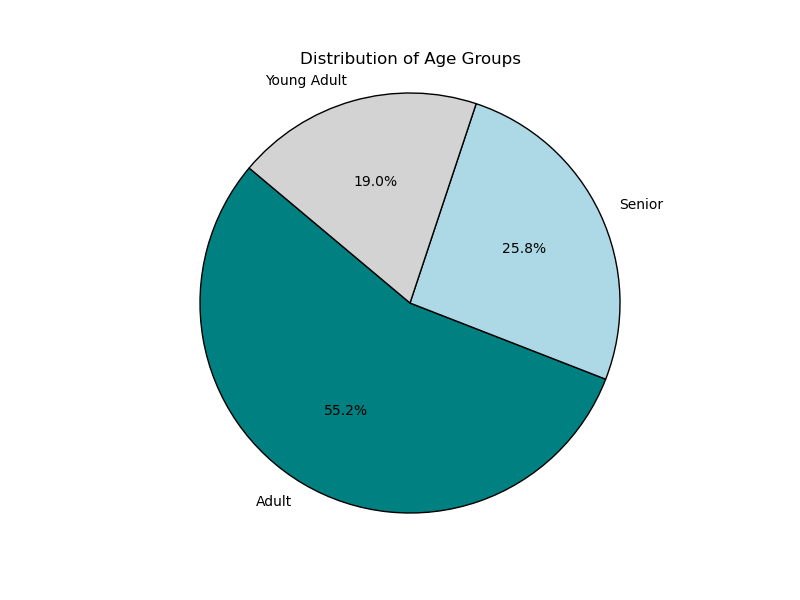 Distribution of Age Groups
Young Adult
19.0%
Senior
25.8%
55.2%
Adult